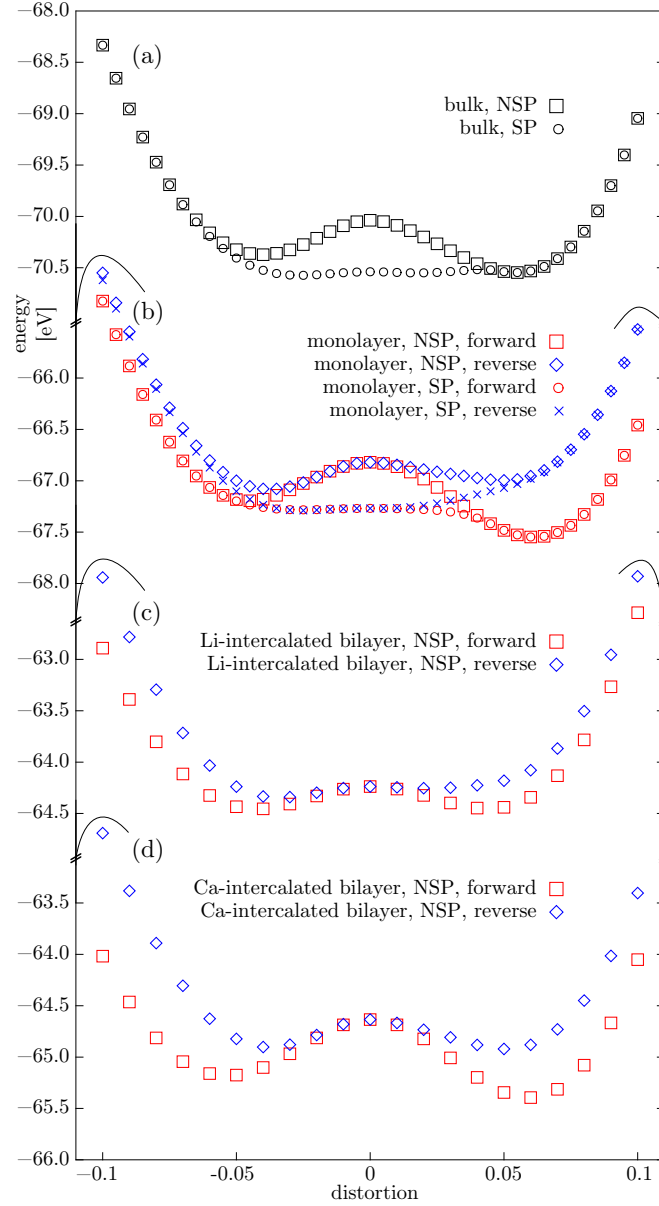 −68.0
(a)
−68.5
bulk, NSP
−69.0
bulk, SP
−69.5
−70.0
−70.5
energy
[eV]
(b)
monolayer, NSP, forward
monolayer, NSP, reverse
−66.0
monolayer, SP, forward
monolayer, SP, reverse
−66.5
−67.0
−67.5
−68.0
(c)
Li-intercalated bilayer, NSP, forward
−63.0
Li-intercalated bilayer, NSP, reverse
−63.5
−64.0
−64.5
(d)
Ca-intercalated bilayer, NSP, forward
−63.5
Ca-intercalated bilayer, NSP, reverse
−64.0
−64.5
−65.0
−65.5
−66.0
−0.1 -0.05 0 0.05 0.1
distortion